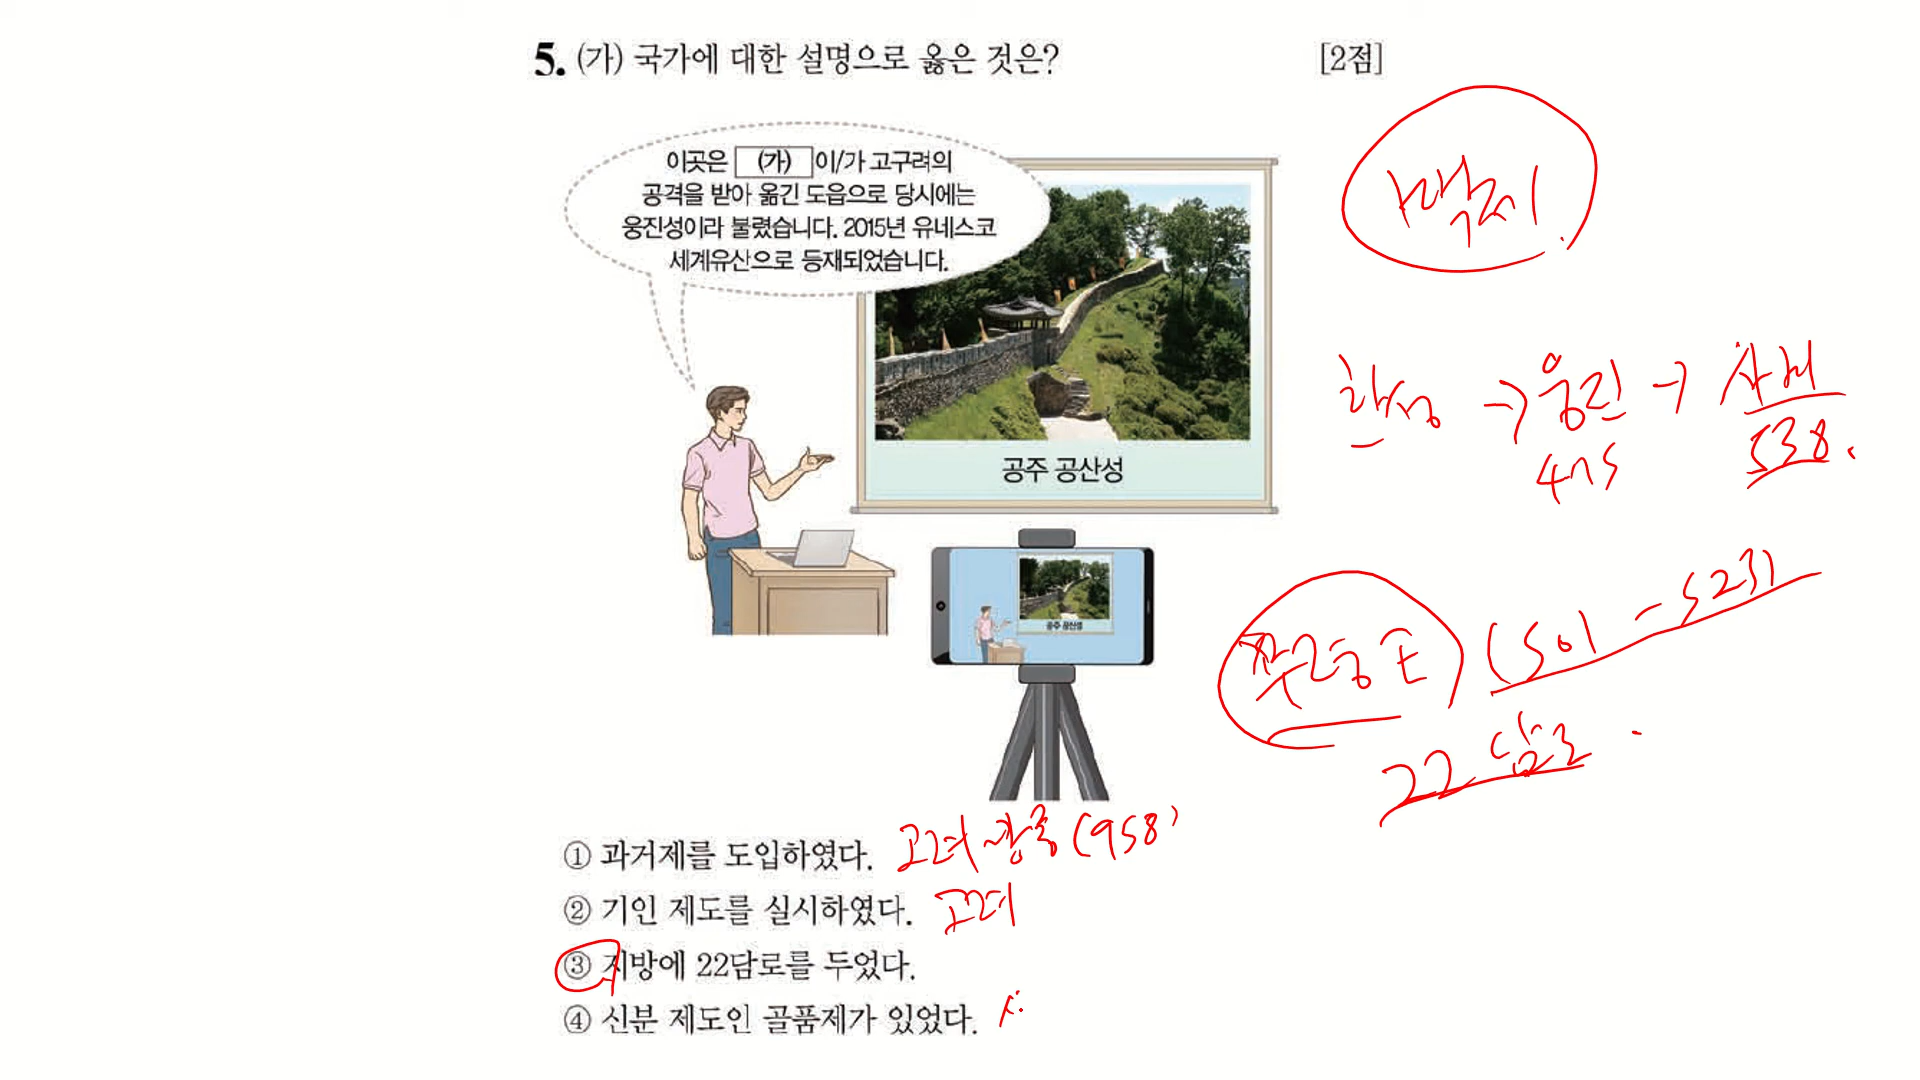 5. (가) 국가에 대한 설명으로 옳은 것은? [2점]
이곳은 (가) 이/가 고구려의
공격을 받아 옮긴 도읍으로 당시에는
웅진성이라 불렸습니다. 2015년 유네스코
세계유산으로 등재되었습니다.
공주 공산성
공주 공산성
백제
한성 → 웅진 → 사비
475 538.
(501-523)
22 담로
① 과거제를 도입하였다. 고려 광종 (958)
② 기인 제도를 실시하였다. 고려
③ 지방에 22담로를 두었다.
④ 신분 제도인 골품제가 있었다.